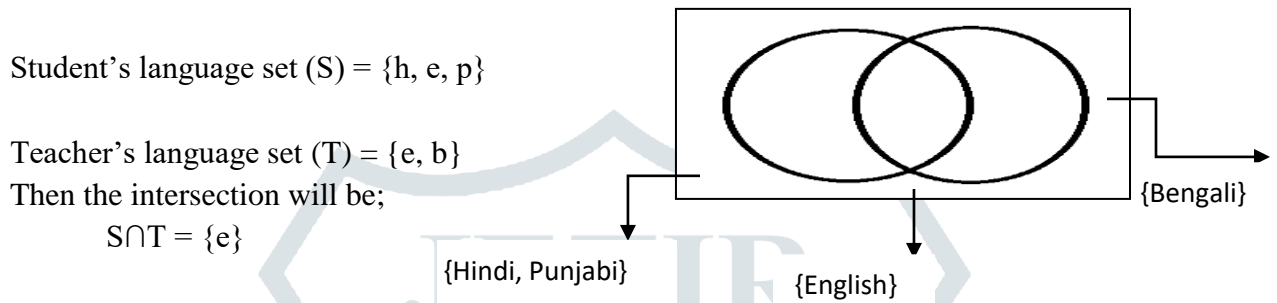 Student’s language set (S) = {h, e, p}
Teacher’s language set (T) = {e, b}
Then the intersection will be;
S∩T = {e}
{Bengali}
{Hindi, Punjabi}
{English}